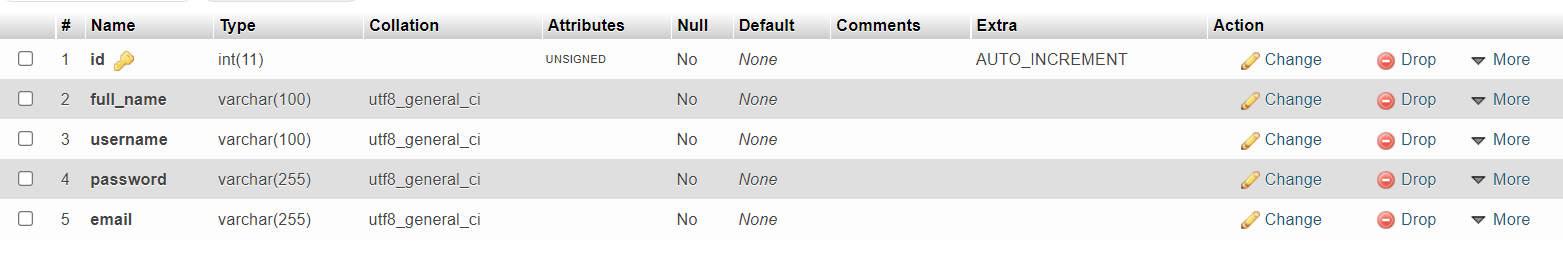 # Name Type Collation Attributes Null Default Comments Extra Action
1 id int(11) UNSIGNED No None AUTO_INCREMENT Change Drop More
2 full_name varchar(100) utf8_general_ci No None Change Drop More
3 username varchar(100) utf8_general_ci No None Change Drop More
4 password varchar(255) utf8_general_ci No None Change Drop More
5 email varchar(255) utf8_general_ci No None Change Drop More